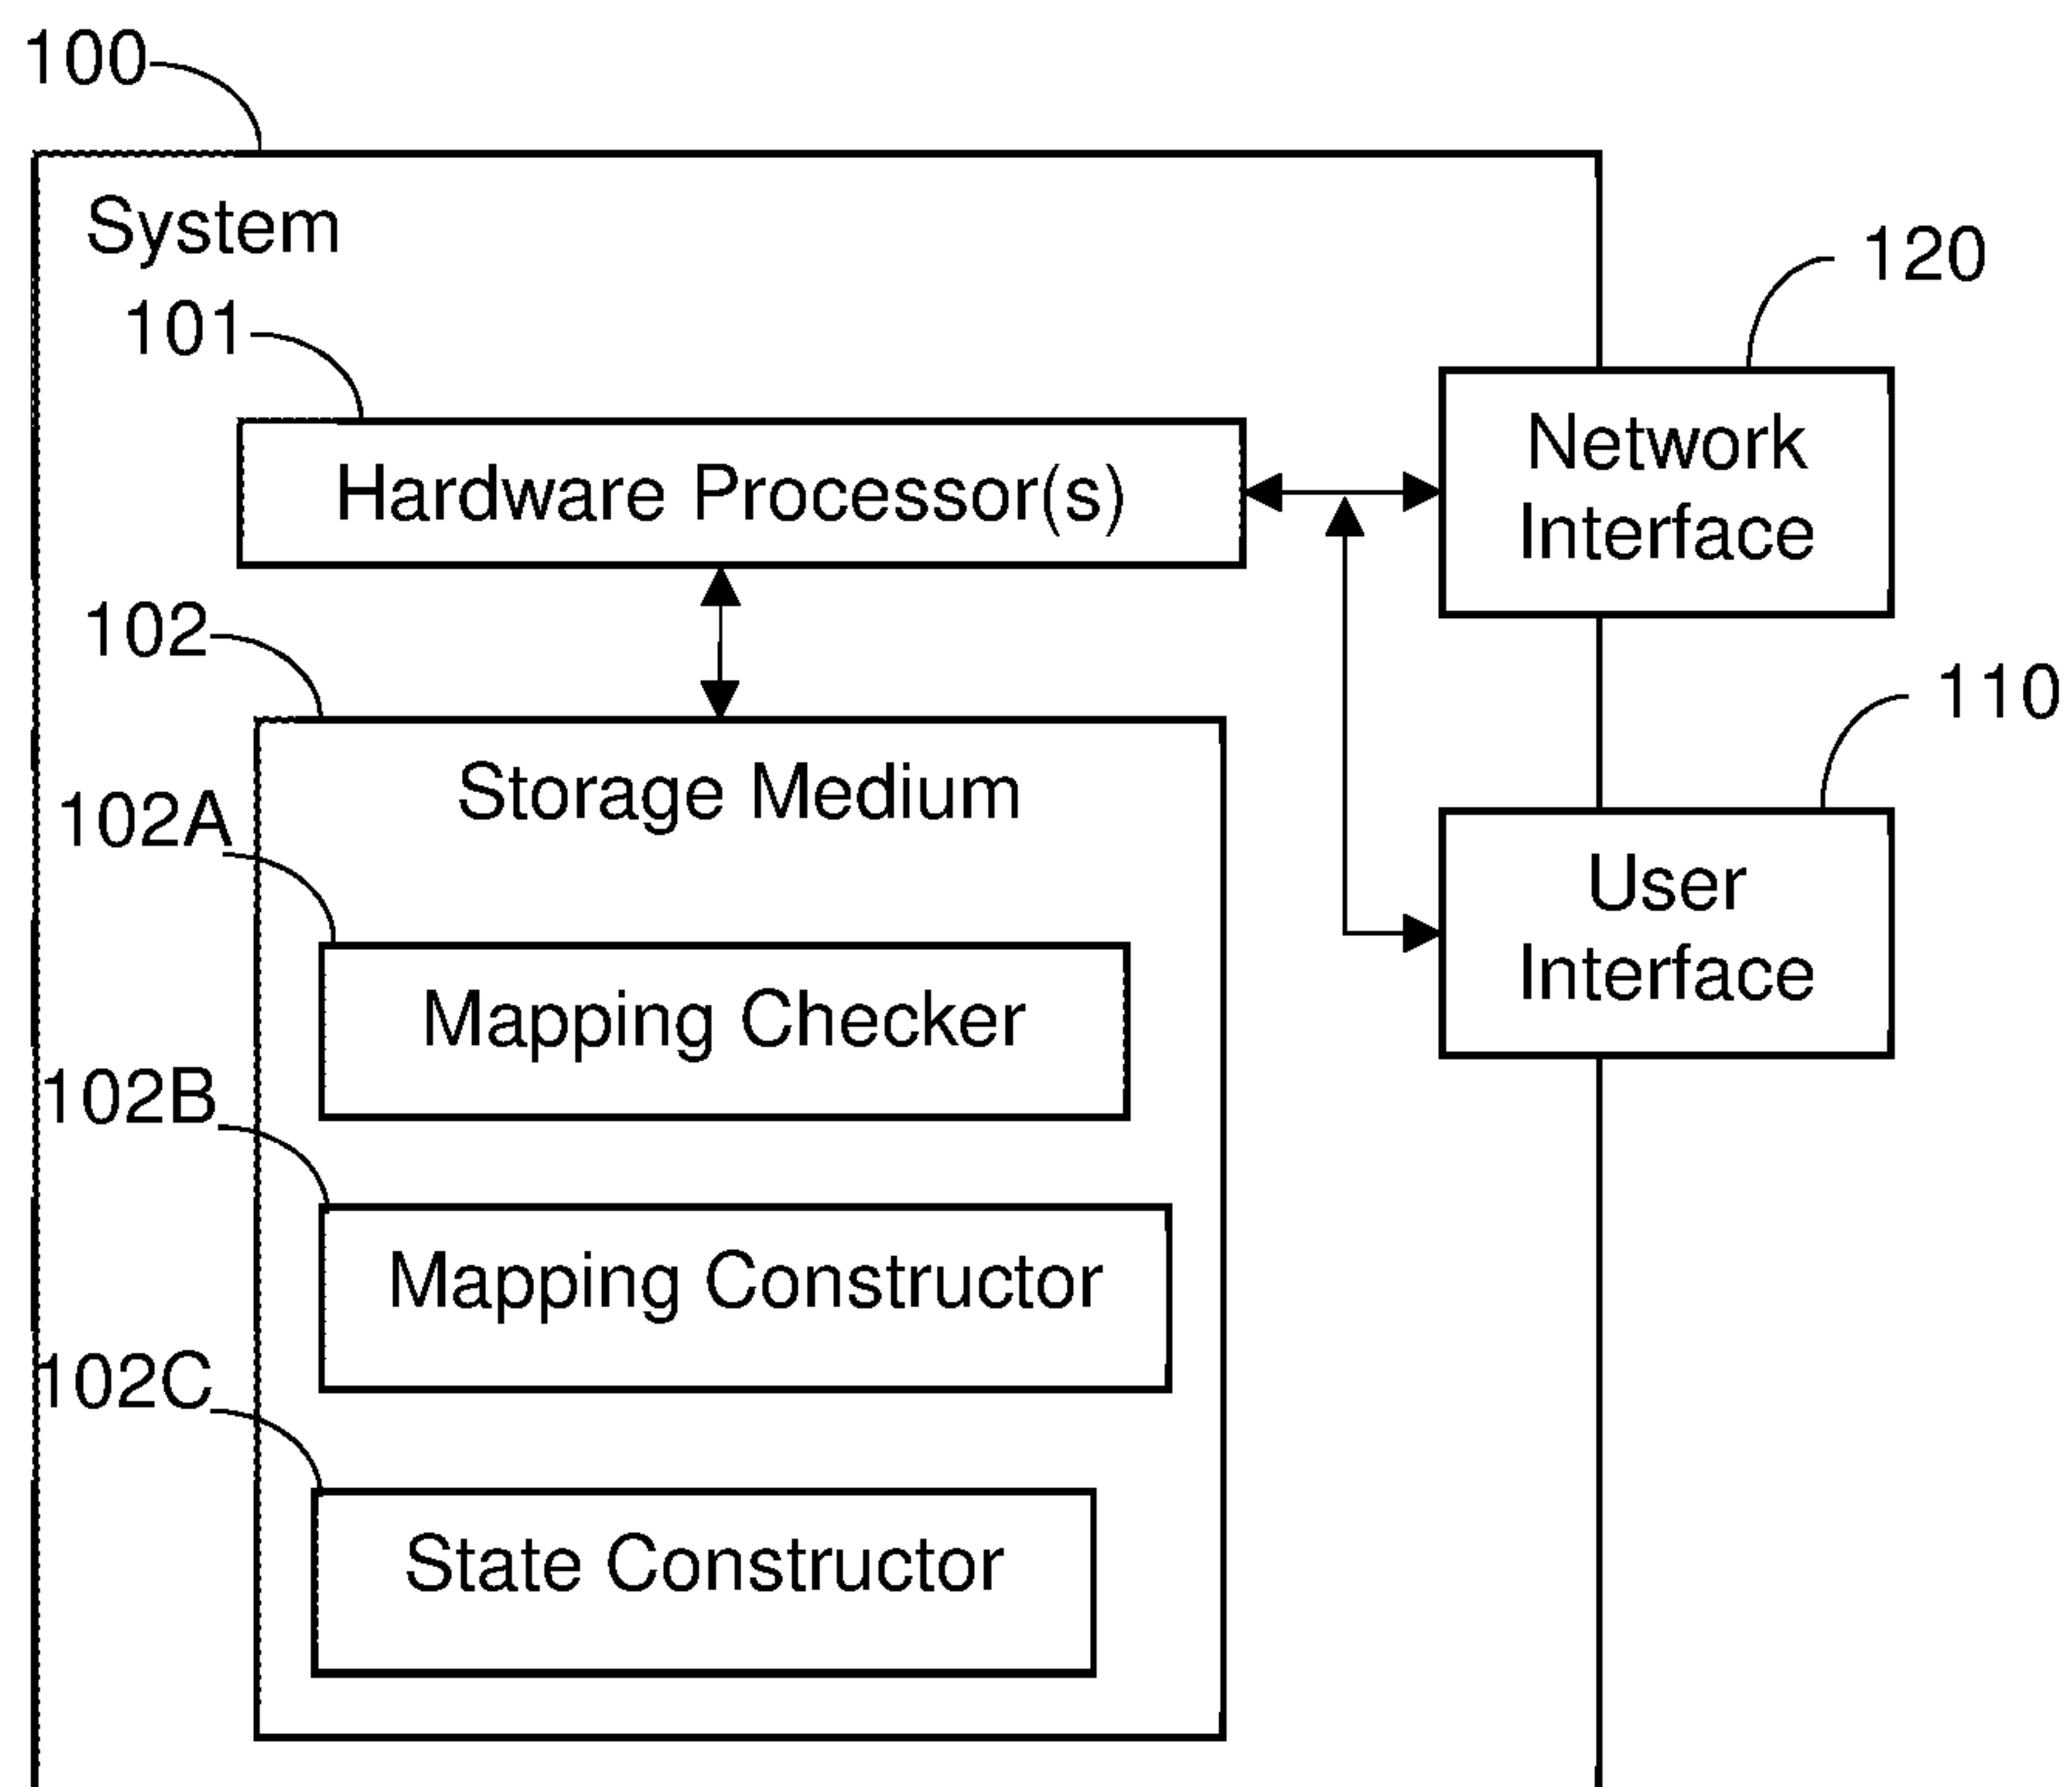 100
System
120
101
Hardware Processor(s)
Network
Interface
102
110
Storage Medium
102A
User
Interface
Mapping Checker
102B
Mapping Constructor
102C
State Constructor